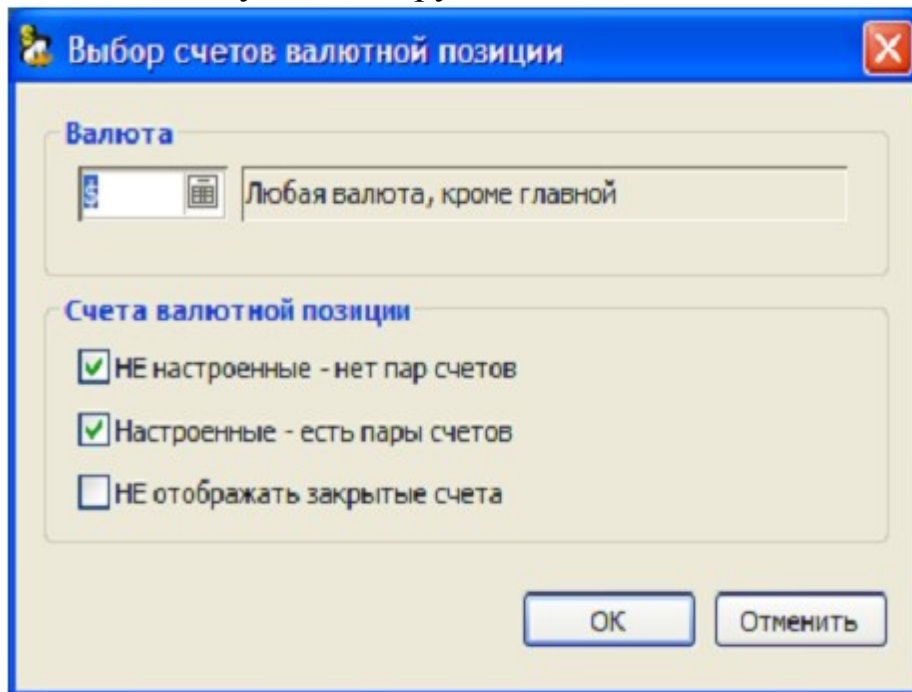 Выбор счетов валютной позиции
Валюта
$ Любая валюта, кроме главной
Счета валютной позиции
НЕ настроенные - нет пар счетов
Настроенные - есть пары счетов
НЕ отображать закрытые счета
ОК Отменить